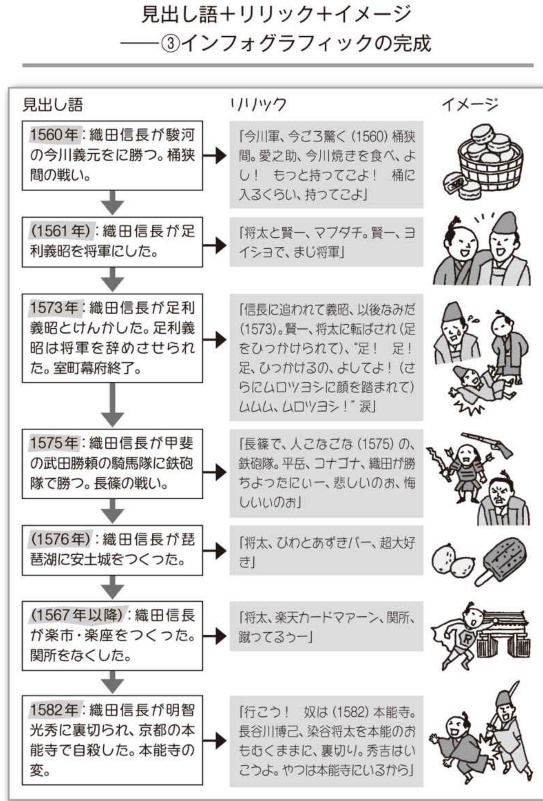 見出し語＋リリック＋イメージ
——③インフォグラフィックの完成
見出し語
リリック
イメージ
1560年：織田信長が駿河
の今川義元をに勝つ。桶狭
間の戦い。
「今川軍、今ごろ驚く（1560）桶狭
間。愛之助、今川焼きを食べ、よ
し！　もっと持ってこよ！　桶に
入るくらい、持ってこよ」
（1561年）：織田信長が足
利義昭を将軍にした。
「将太と賢一、マブダチ。賢一、ヨ
イショで、まじ将軍」
1573年：織田信長が足利
義昭とけんかした。足利義
昭は将軍を辞めさせられ
た。室町幕府終了。
「信長に追われて義昭、以後なみだ
（1573）。賢一、将太に転ばされ（足
をひっかけられて）、“足！　足！
足、ひっかけるの、よしてよ！（さ
らにムロツヨシに顔を踏まれて）
ムムム、ムロツヨシ！”涙」
1575年：織田信長が甲斐
の武田勝頼の騎馬隊に鉄砲
隊で勝つ。長篠の戦い。
「長篠で、人こなごな（1575）の、
鉄砲隊。平岳、コナゴナ、織田が勝
ちよったにぃー、悲しいのぉ、悔
しいいのぉ」
（1576年）：織田信長が琵
琶湖に安土城をつくった。
「将太、びわとあずきバー、超大好
き」
（1567年以降）：織田信長
が楽市・楽座をつくった。
関所をなくした。
「将太、楽天カードマァーン、関所、
蹴ってるぅー」
R
1582年：織田信長が明智
光秀に裏切られ、京都の本
能寺で自殺した。本能寺の
変。
「行こう！　奴は（1582）本能寺。
長谷川博己、染谷将太を本能のお
もむくままに、裏切り。秀吉はい
こうよ。やつは本能寺にいるから」